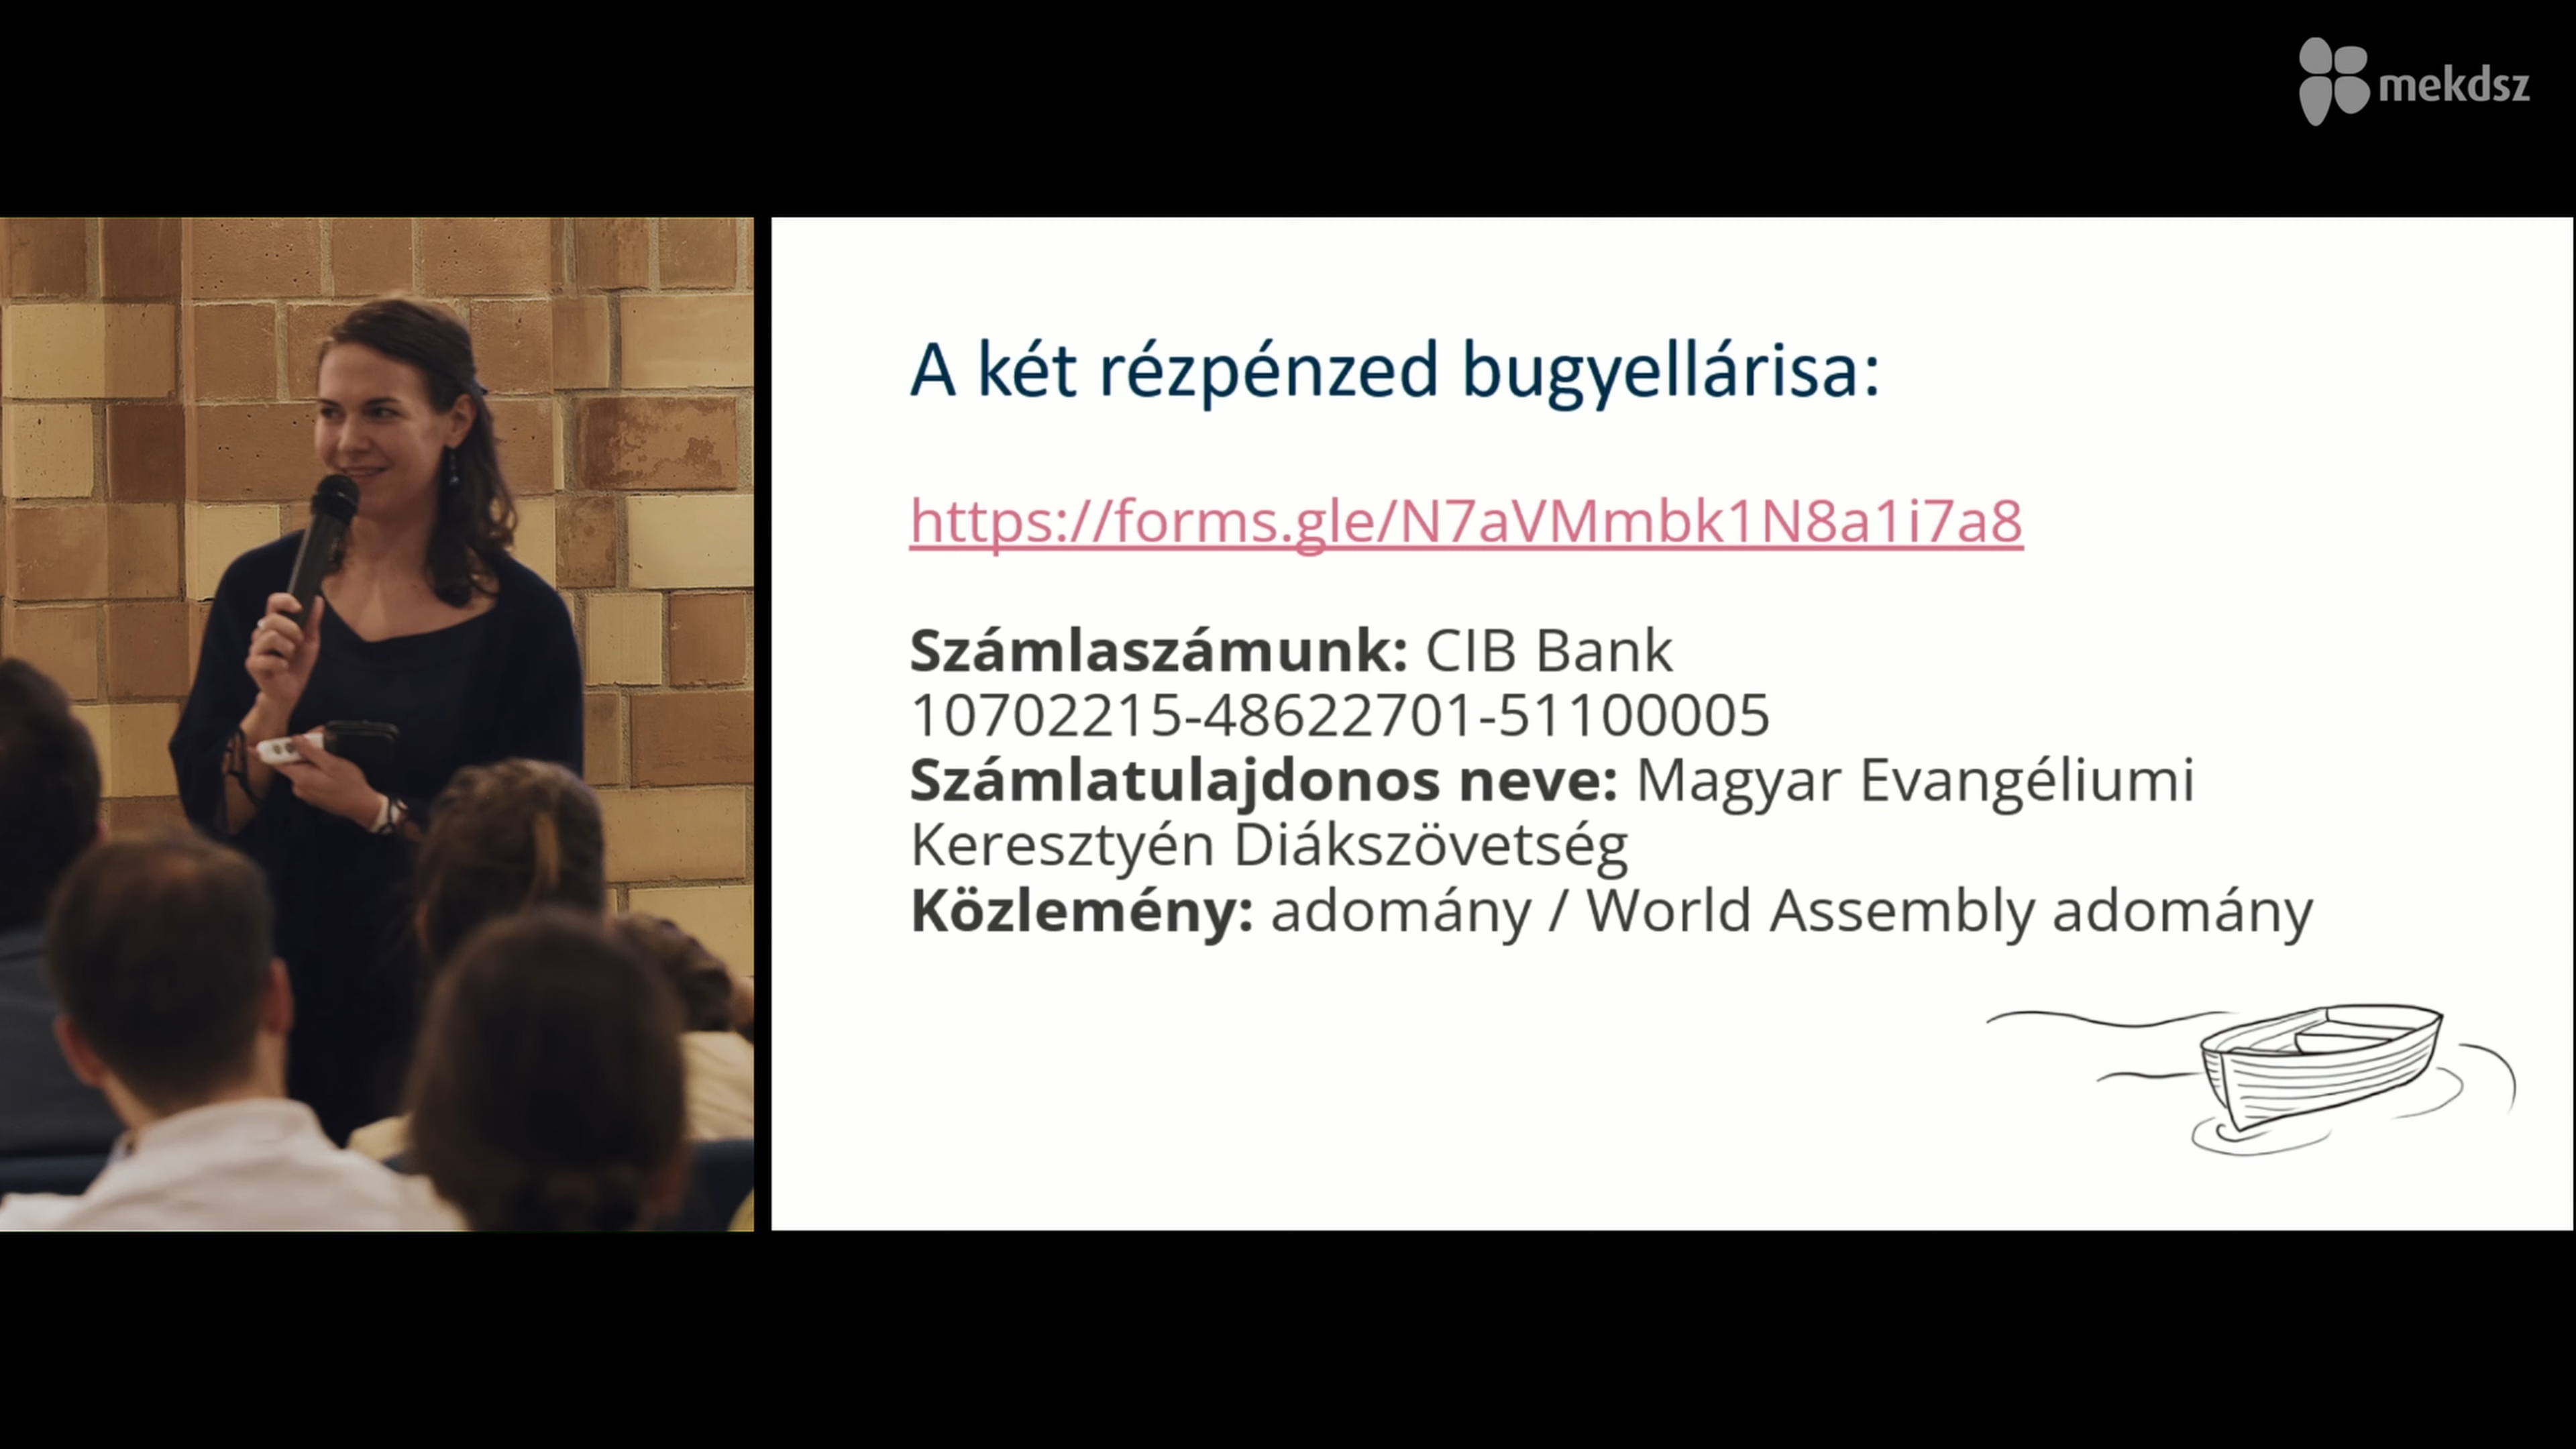 mekdsz
A két rézpénzed bugyellárisa:
https://forms.gle/N7aVMmbk1N8a1i7a8
Számlaszámunk: CIB Bank
10702215-48622701-51100005
Számlatulajdonos neve: Magyar Evangéliumi
Keresztyén Diákszövetség
Közlemény: adomány / World Assembly adomány